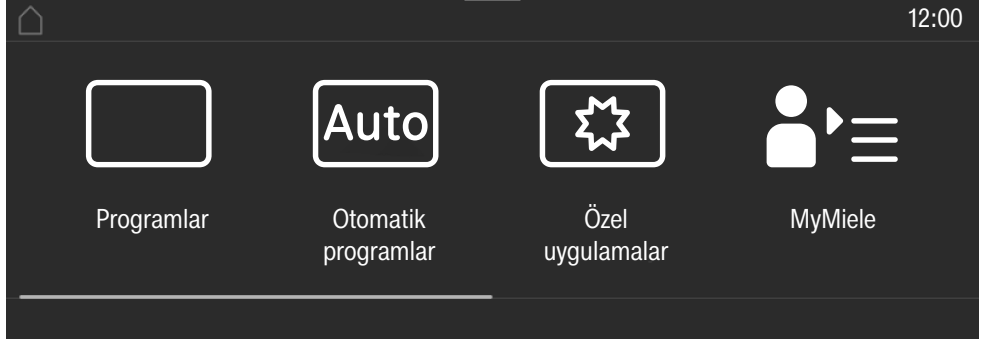 12:00
Auto
Programlar
Otomatik
programlar
Özel
uygulamalar
MyMiele